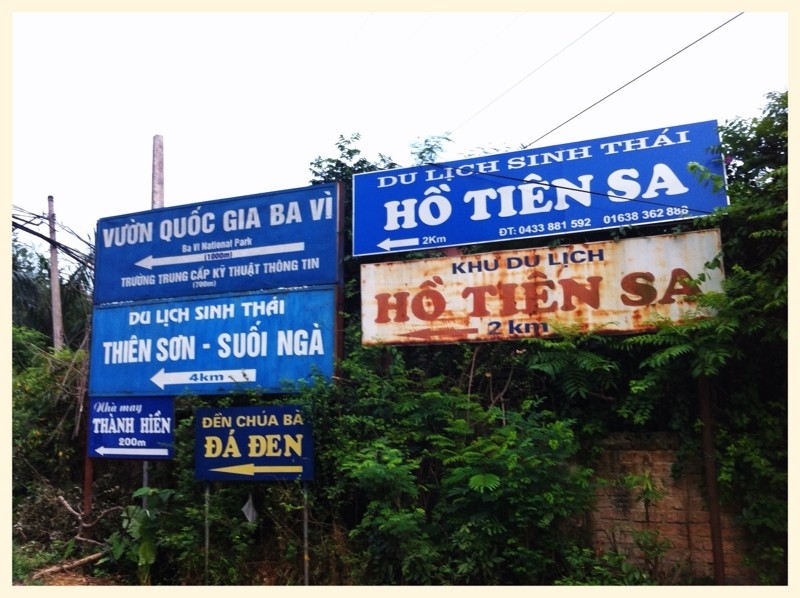 VƯỜN QUỐC GIA BA VÌ
Ba Vi National Park
(1000m)
TRƯỜNG TRUNG CẤP KỸ THUẬT THÔNG TIN
(700m)
DU LỊCH SINH THÁI
THIÊN SƠN - SUỐI NGÀ
4km
Nhà may
THÀNH HIỀN
200m
ĐỀN CHÚA BÀ
ĐÁ ĐEN
DU LỊCH SINH THÁI
HỒ TIÊN SA
2Km
ĐT: 0433 881 592 01638 362 888
KHU DU LỊCH
HỒ TIÊN SA
2 km